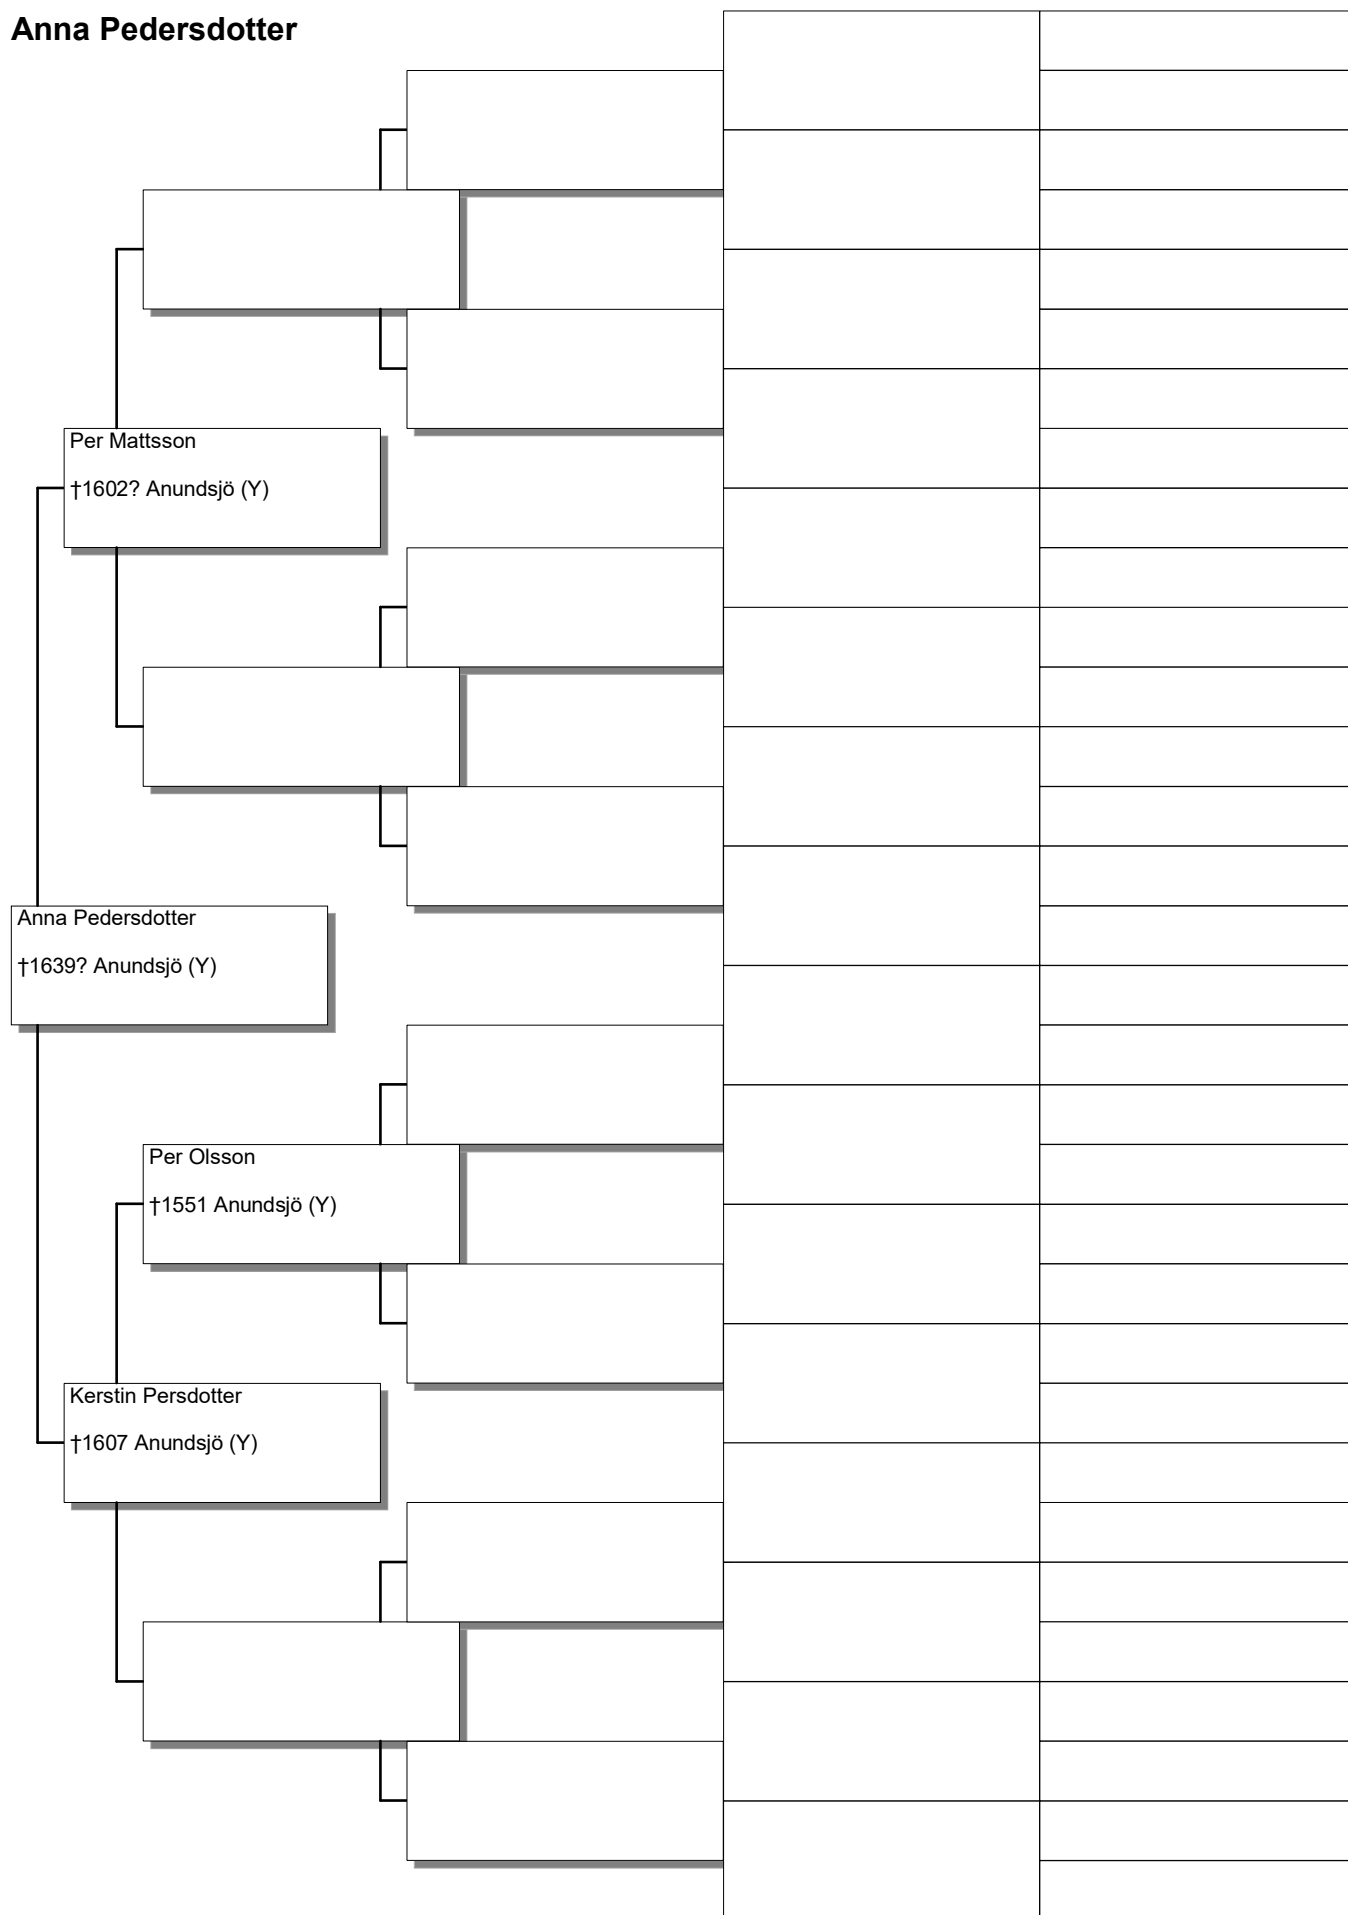 Anna Pedersdotter
Per Mattsson
†1602? Anundsjö (Y)
Anna Pedersdotter
†1639? Anundsjö (Y)
Per Olsson
†1551 Anundsjö (Y)
Kerstin Persdotter
†1607 Anundsjö (Y)